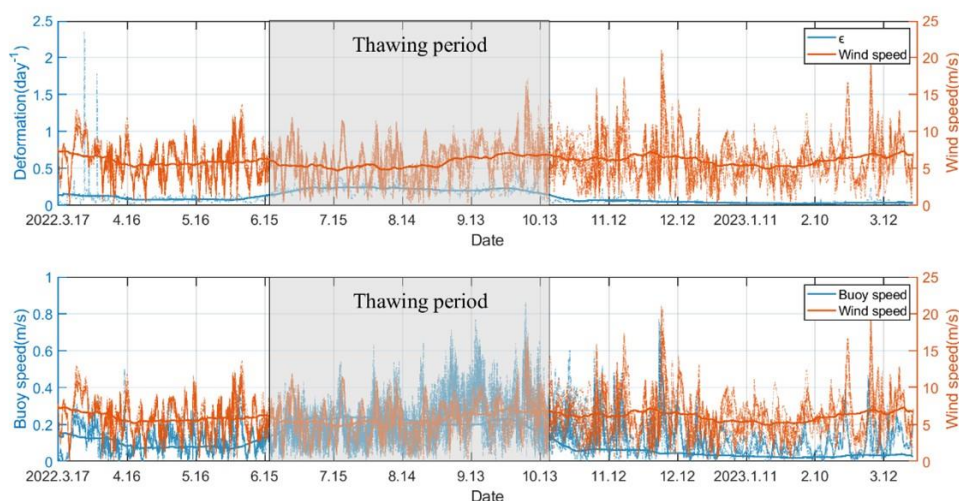 2.5
2
1.5
1
0.5
0
Deformation(day-1)
Thawing period
ϵ
Wind speed
25
20
15
10
5
0
Wind speed(m/s)
2022.3.17 4.16 5.16 6.15 7.15 8.14 9.13 10.13 11.12 12.12 2023.1.11 2.10 3.12
Date
1
0.8
0.6
0.4
0.2
0
Buoy speed(m/s)
Thawing period
Buoy speed
Wind speed
25
20
15
10
5
0
Wind speed(m/s)
2022.3.17 4.16 5.16 6.15 7.15 8.14 9.13 10.13 11.12 12.12 2023.1.11 2.10 3.12
Date